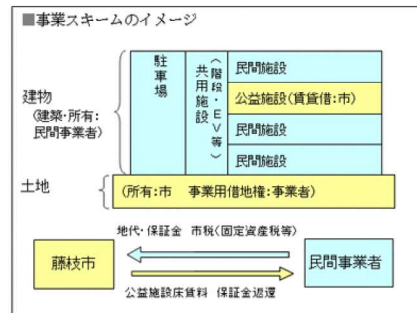 ■事業スキームのイメージ
建物
(建築・所有:
民間事業者)
駐車場
共用施設
(階段・EV等)
民間施設
公益施設(賃貸借:市)
民間施設
民間施設
土地
(所有:市 事業用借地権:事業者)
地代・保証金 市税(固定資産税等)
藤枝市
民間事業者
公益施設床賃料 保証金返還